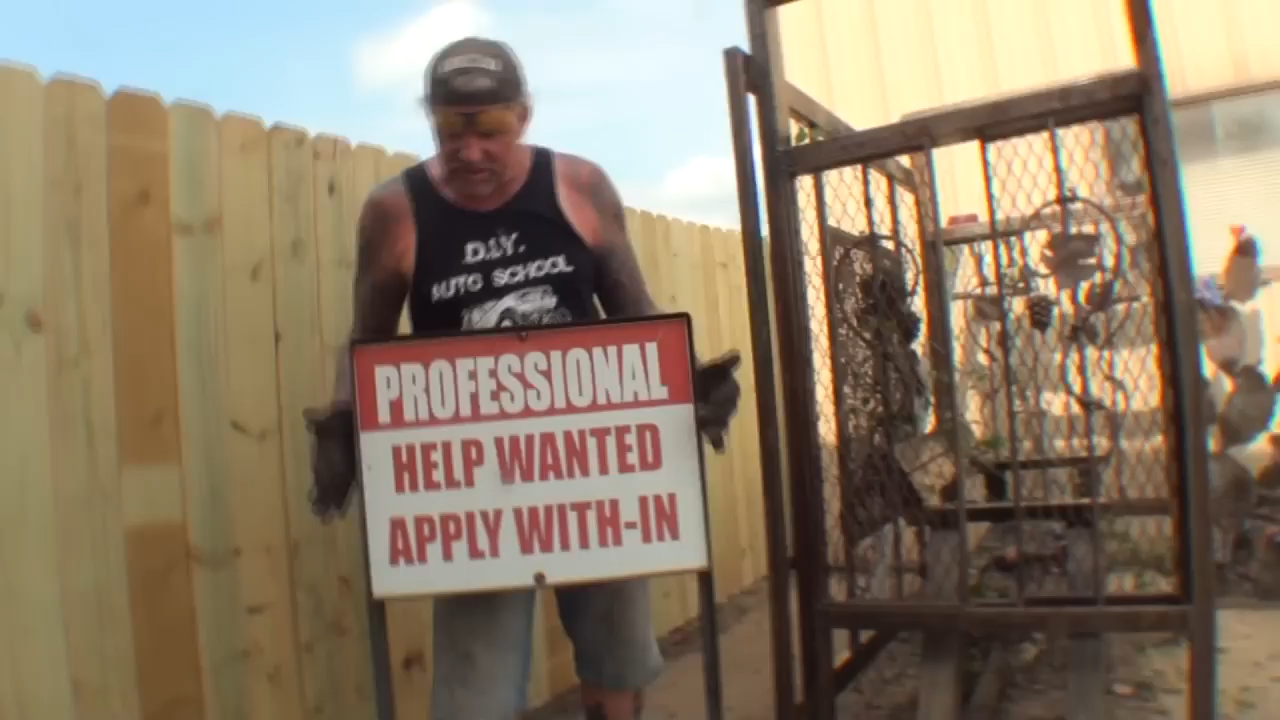 D.I.Y.
AUTO SCHOOL
PROFESSIONAL
HELP WANTED
APPLY WITH-IN